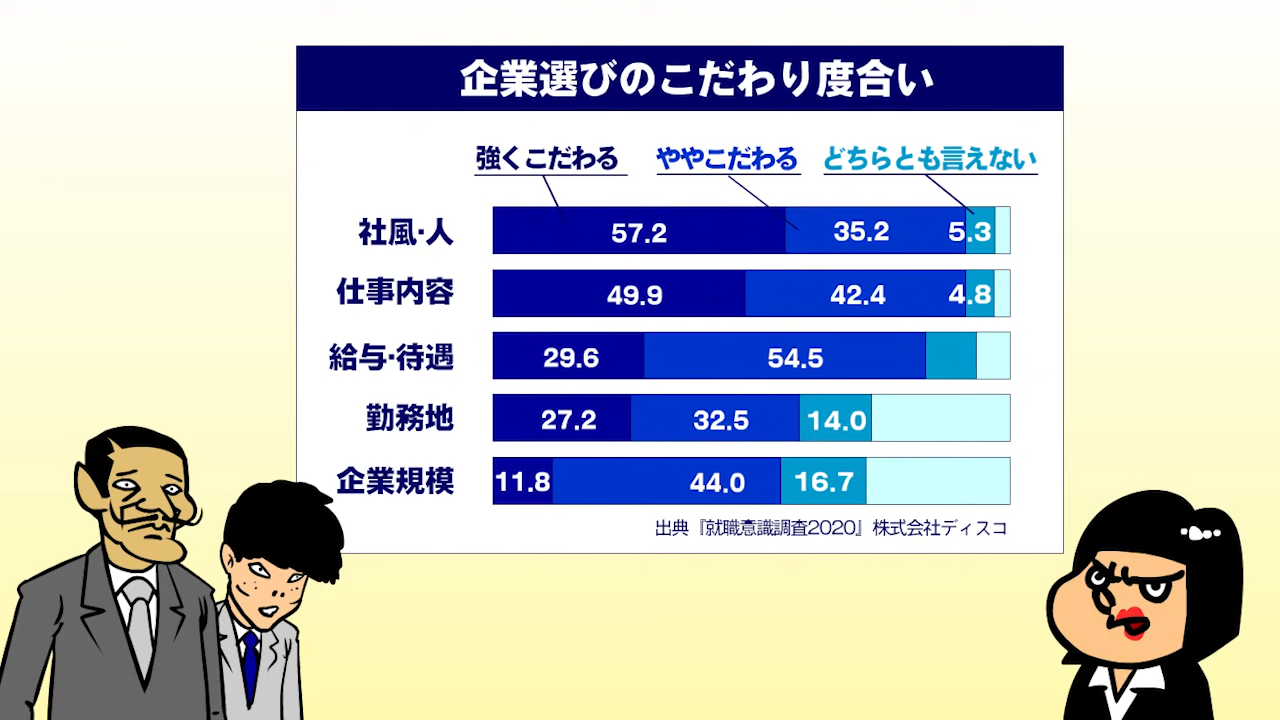 企業選びのこだわり度合い
強くこだわる ややこだわる どちらとも言えない
社風・人 57.2 35.2 5.3
仕事内容 49.9 42.4 4.8
給与・待遇 29.6 54.5
勤務地 27.2 32.5 14.0
企業規模 11.8 44.0 16.7
出典『就職意識調査2020』株式会社ディスコ